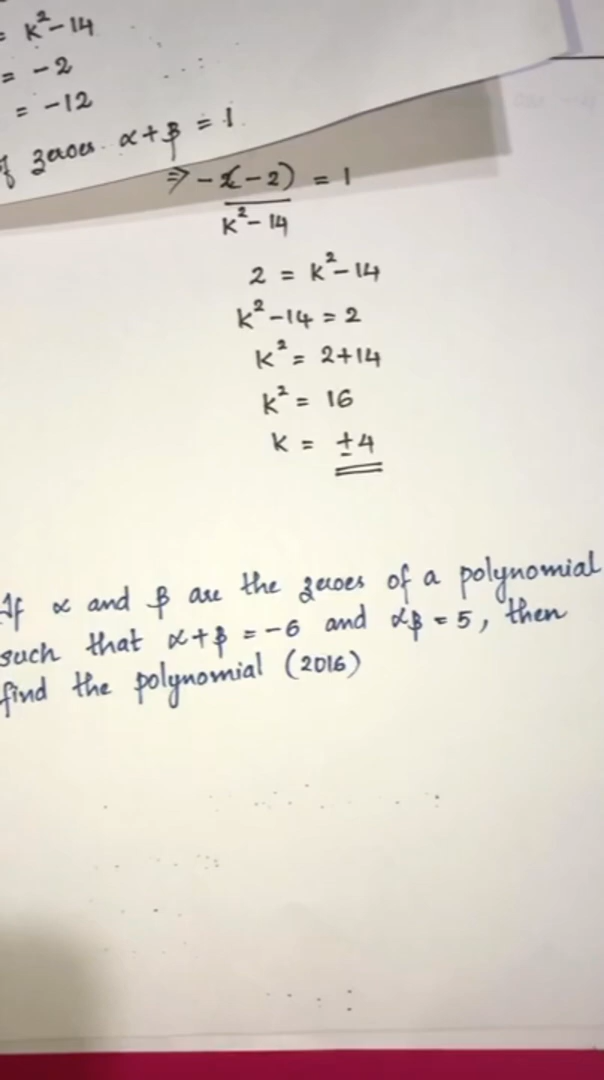 = k²-14
= -2
= -12
zeroes. α+β = 1
⇒ -(-2) = 1
k²-14
2 = k²-14
k²-14 = 2
k² = 2+14
k² = 16
k = ±4
If α and β are the zeroes of a polynomial
such that α+β = -6 and αβ = 5, then
find the polynomial (2016)